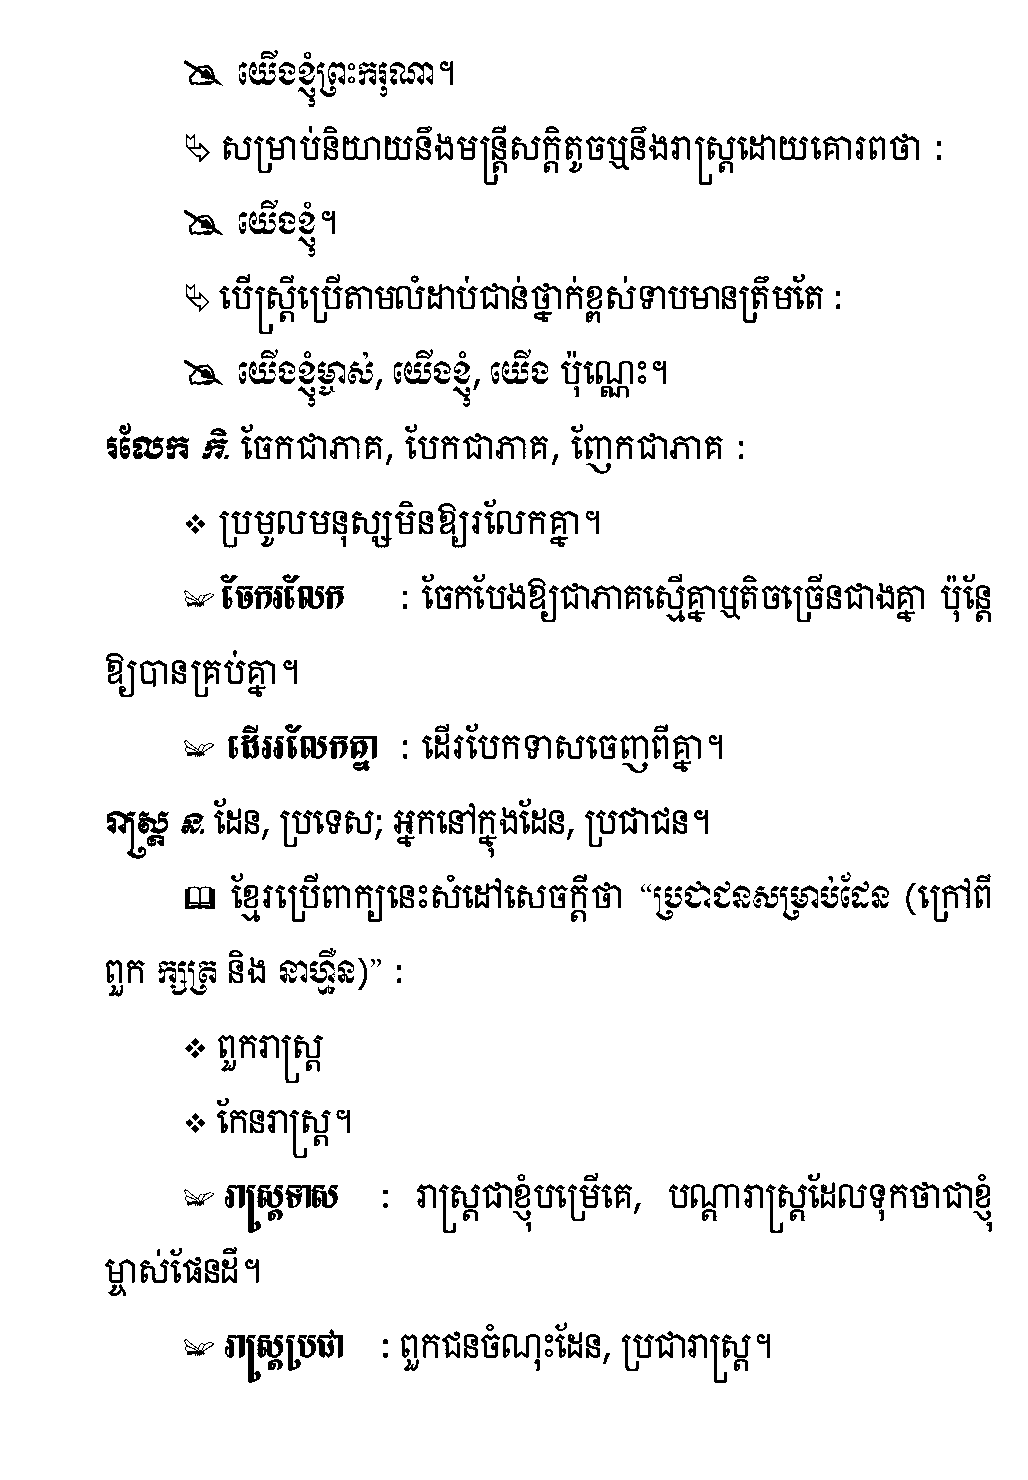 🙠 យើងខ្ញុំព្រះករុណា។
⮡ សម្រាប់និយាយនឹងមន្ត្រីសក្តិតូចឬនឹងរាស្ត្រដោយគោរពថា :
🙠 យើងខ្ញុំ។
⮡ បើស្ត្រីប្រើតាមលំដាប់ជាន់ថ្នាក់ខ្ពស់ទាបមានត្រឹមតែ :
🙠 យើងខ្ញុំម្ចាស់, យើងខ្ញុំ, យើង ប៉ុណ្ណេះ។
រលែក កិ. ចែកជាភាគ, បែកជាភាគ, ញែកជាភាគ :
❖ ប្រមូលមនុស្សមិនឱ្យរលែកគ្នា។
ចែករលែក : ចែកបែងឱ្យជាភាគស្មើគ្នាឬតិចច្រើនជាងគ្នា ប៉ុន្តែ
ឱ្យបានគ្រប់គ្នា។
ដើររលែកគ្នា : ដើរបែកទាសចេញពីគ្នា។
រាស្ត្រ ន. ដែន, ប្រទេស; អ្នកនៅក្នុងដែន, ប្រជាជន។
🕮 ខ្មែរប្រើពាក្យនេះសំដៅសេចក្តីថា “ប្រជាជនសម្រាប់ដែន (ក្រៅពី
ពួក ក្សត្រ និង នាហ្មឺន)” :
❖ ពួករាស្ត្រ
❖ កែនរាស្ត្រ។
រាស្ត្រទាស : រាស្ត្រជាខ្ញុំបម្រើគេ, បណ្តារាស្ត្រដែលទុកថាជាខ្ញុំ
ម្ចាស់ផែនដី។
រាស្ត្រប្រជា : ពួកជនចំណុះដែន, ប្រជារាស្ត្រ។